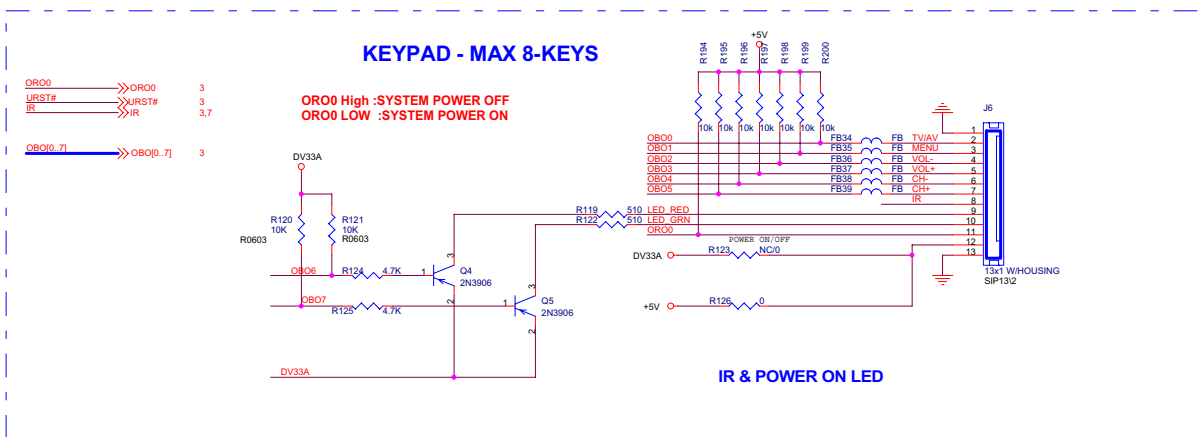 KEYPAD - MAX 8-KEYS
ORO0 ORO0 3
URST# URST# 3
IR IR 3,7
OBO[0..7] OBO[0..7] 3
ORO0 High :SYSTEM POWER OFF
ORO0 LOW :SYSTEM POWER ON
+5V
R194 R195 R196 R197 R198 R199 R200
10k 10k 10k 10k 10k 10k 10k
J6
1
OBO0 FB34 FB TV/AV 2
OBO1 FB35 FB MENU 3
OBO2 FB36 FB VOL- 4
OBO3 FB37 FB VOL+ 5
OBO4 FB38 FB CH- 6
OBO5 FB39 FB CH+ 7
IR 8
R119 510 LED_RED 9
R122 510 LED_GRN 10
ORO0 11
12
13
POWER ON/OFF
DV33A R123 NC/0
13x1 W/HOUSING
SIP13\2
+5V R126 0
DV33A
R120 10K R0603
R121 10K R0603
OBO6 R124 4.7K 1 3 2 Q4 2N3906
OBO7 R125 4.7K 1 3 2 Q5 2N3906
DV33A
IR & POWER ON LED